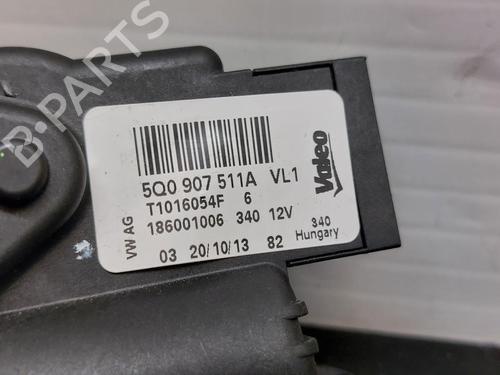 B-PARTS
5Q0 907 511A VL1
T1016054F 6
186001006 340 12V
03 20/10/13 82
VW AG
Valeo
340
Hungary